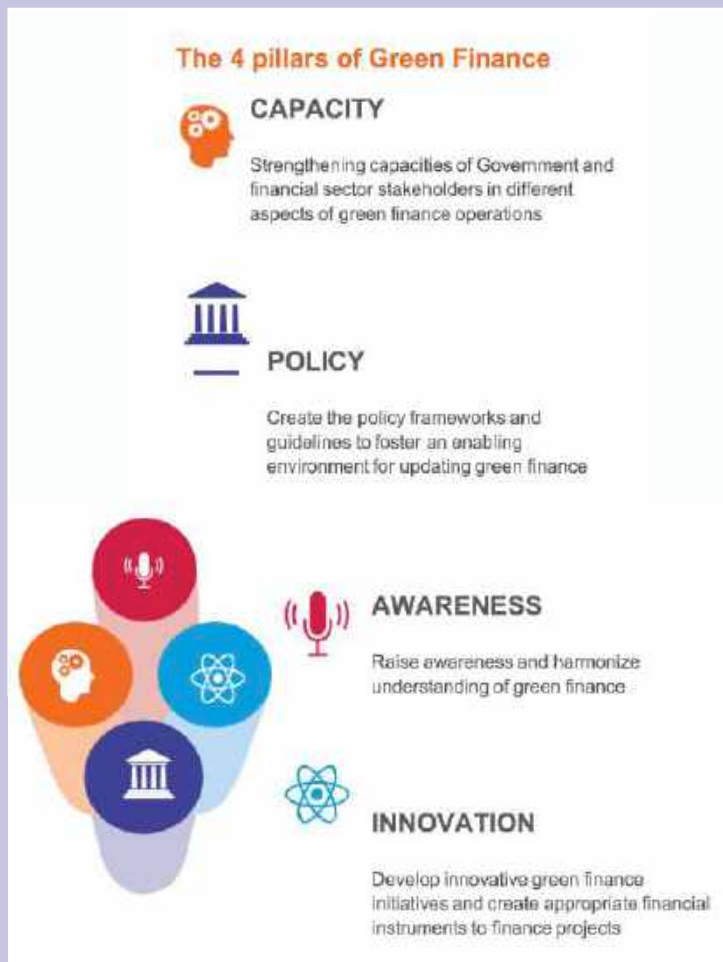 The 4 pillars of Green Finance
CAPACITY
Strengthening capacities of Government and
financial sector stakeholders in different
aspects of green finance operations
POLICY
Create the policy frameworks and
guidelines to foster an enabling
environment for updating green finance
AWARENESS
Raise awareness and harmonize
understanding of green finance
INNOVATION
Develop innovative green finance
initiatives and create appropriate financial
instruments to finance projects